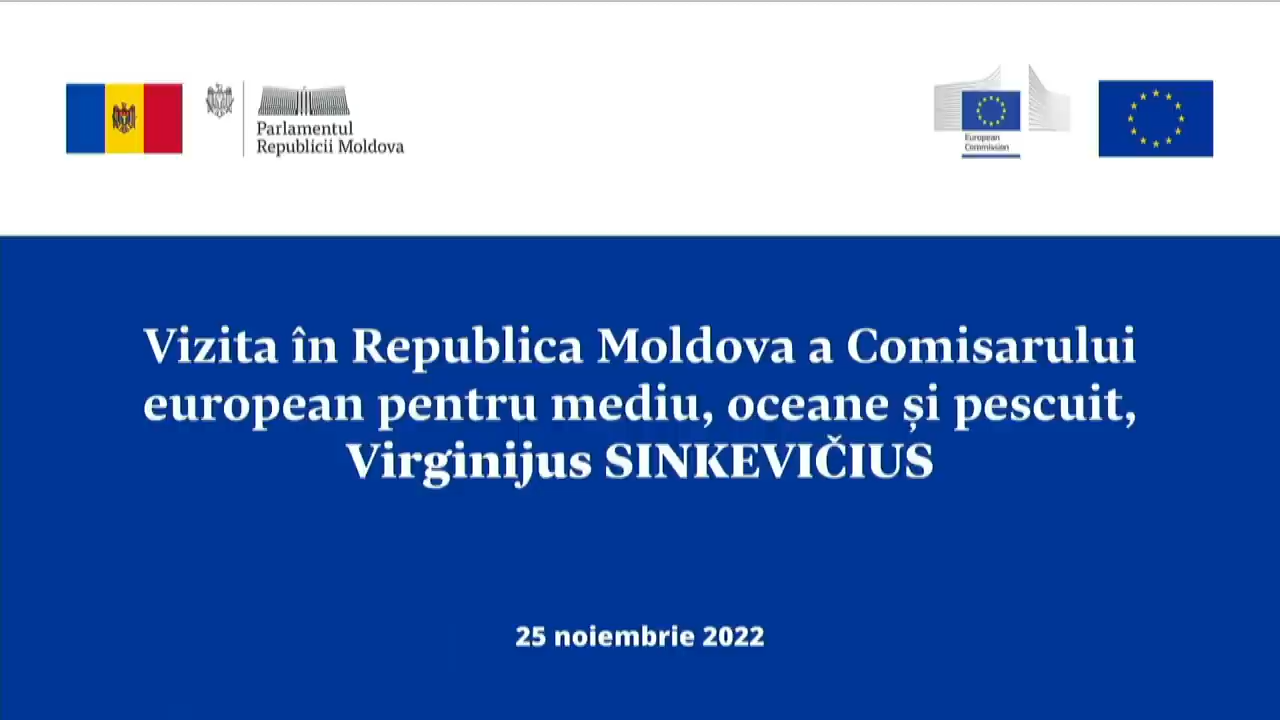 Parlamentul
Republicii Moldova
European
Commission
Vizita în Republica Moldova a Comisarului
european pentru mediu, oceane și pescuit,
Virginijus SINKEVIČIUS
25 noiembrie 2022